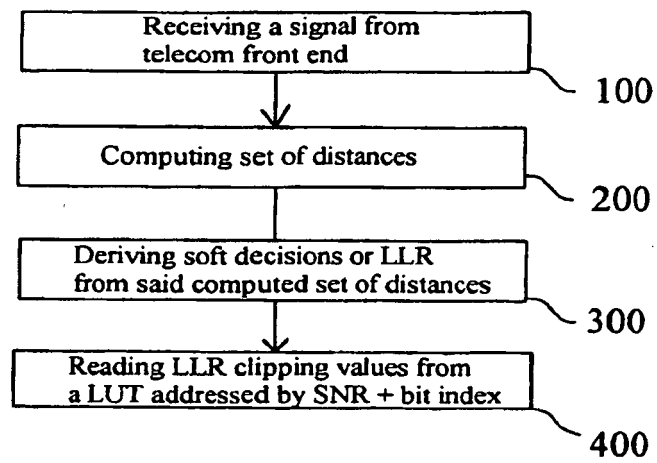 Receiving a signal from
telecom front end
100
Computing set of distances
200
Deriving soft decisions or LLR
from said computed set of distances
300
Reading LLR clipping values from
a LUT addressed by SNR + bit index
400